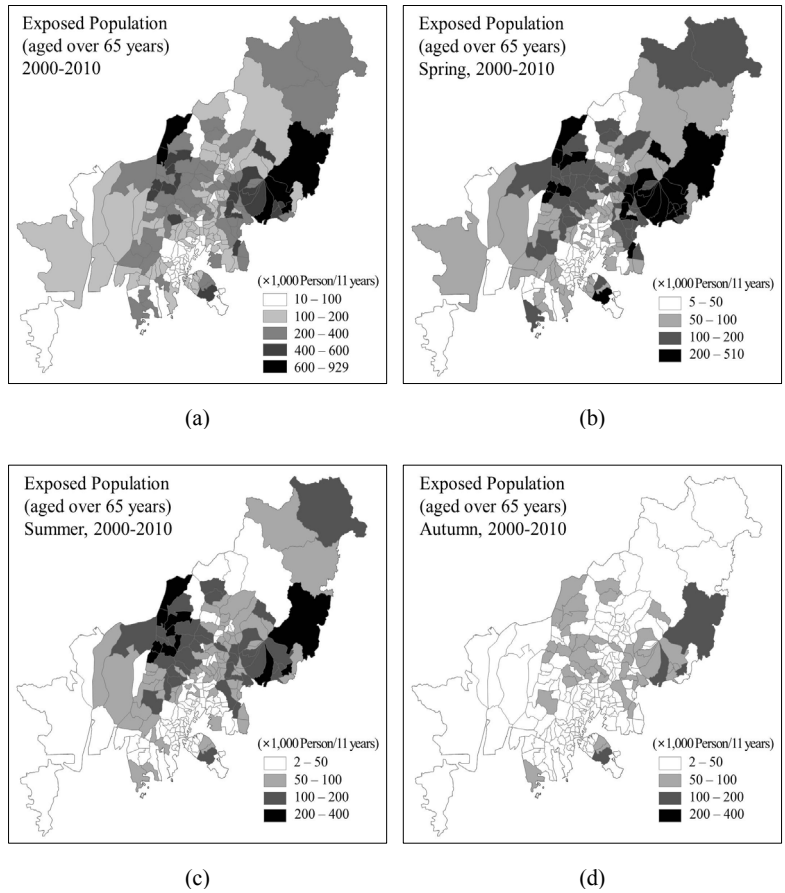 Exposed Population
(aged over 65 years)
2000-2010
(×1,000 Person/11 years)
10 – 100
100 – 200
200 – 400
400 – 600
600 – 929
(a)
Exposed Population
(aged over 65 years)
Spring, 2000-2010
(×1,000 Person/11 years)
5 – 50
50 – 100
100 – 200
200 – 510
(b)
Exposed Population
(aged over 65 years)
Summer, 2000-2010
(×1,000 Person/11 years)
2 – 50
50 – 100
100 – 200
200 – 400
(c)
Exposed Population
(aged over 65 years)
Autumn, 2000-2010
(×1,000 Person/11 years)
2 – 50
50 – 100
100 – 200
200 – 400
(d)